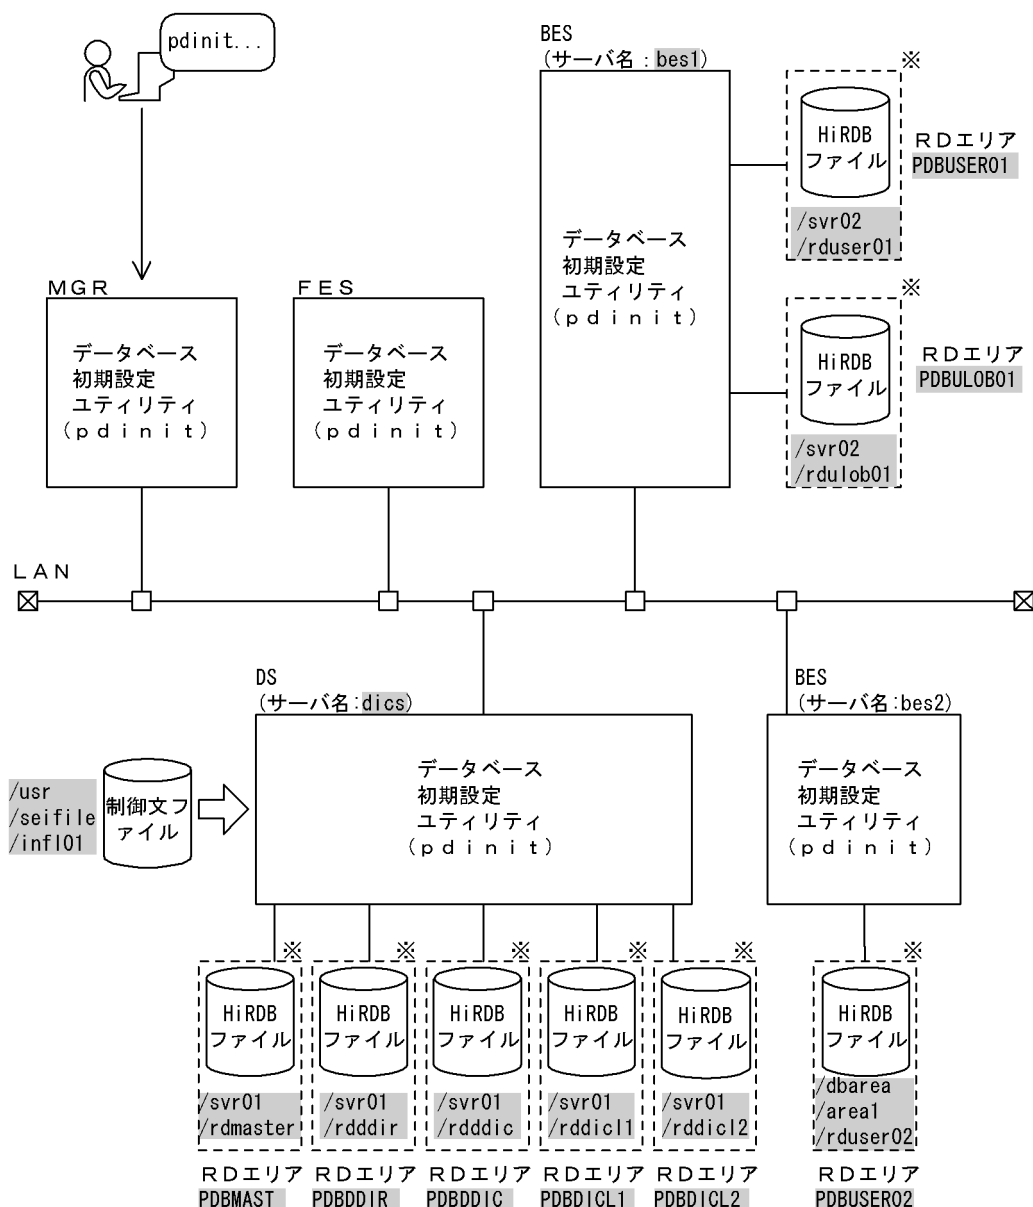 pdinit...
BES
(サーバ名：bes1)
※
HiRDB
ファイル
RDエリア
PDBUSER01
/svr02
/rduser01
データベース
初期設定
ユティリティ
(pdinit)
※
HiRDB
ファイル
RDエリア
PDBULOB01
/svr02
/rdulob01
MGR
データベース
初期設定
ユティリティ
(pdinit)
FES
データベース
初期設定
ユティリティ
(pdinit)
LAN
DS
(サーバ名:dics)
データベース
初期設定
ユティリティ
(pdinit)
BES
(サーバ名:bes2)
データベース
初期設定
ユティリティ
(pdinit)
/usr
/seifile
/infl01
制御文フ
ァイル
※
HiRDB
ファイル
/svr01
/rdmaster
RDエリア
PDBMAST
※
HiRDB
ファイル
/svr01
/rdddir
RDエリア
PDBDDIR
※
HiRDB
ファイル
/svr01
/rdddic
RDエリア
PDBDDIC
※
HiRDB
ファイル
/svr01
/rddicl1
RDエリア
PDBDICL1
※
HiRDB
ファイル
/svr01
/rddicl2
RDエリア
PDBDICL2
※
HiRDB
ファイル
/dbarea
/area1
/rduser02
RDエリア
PDBUSER02